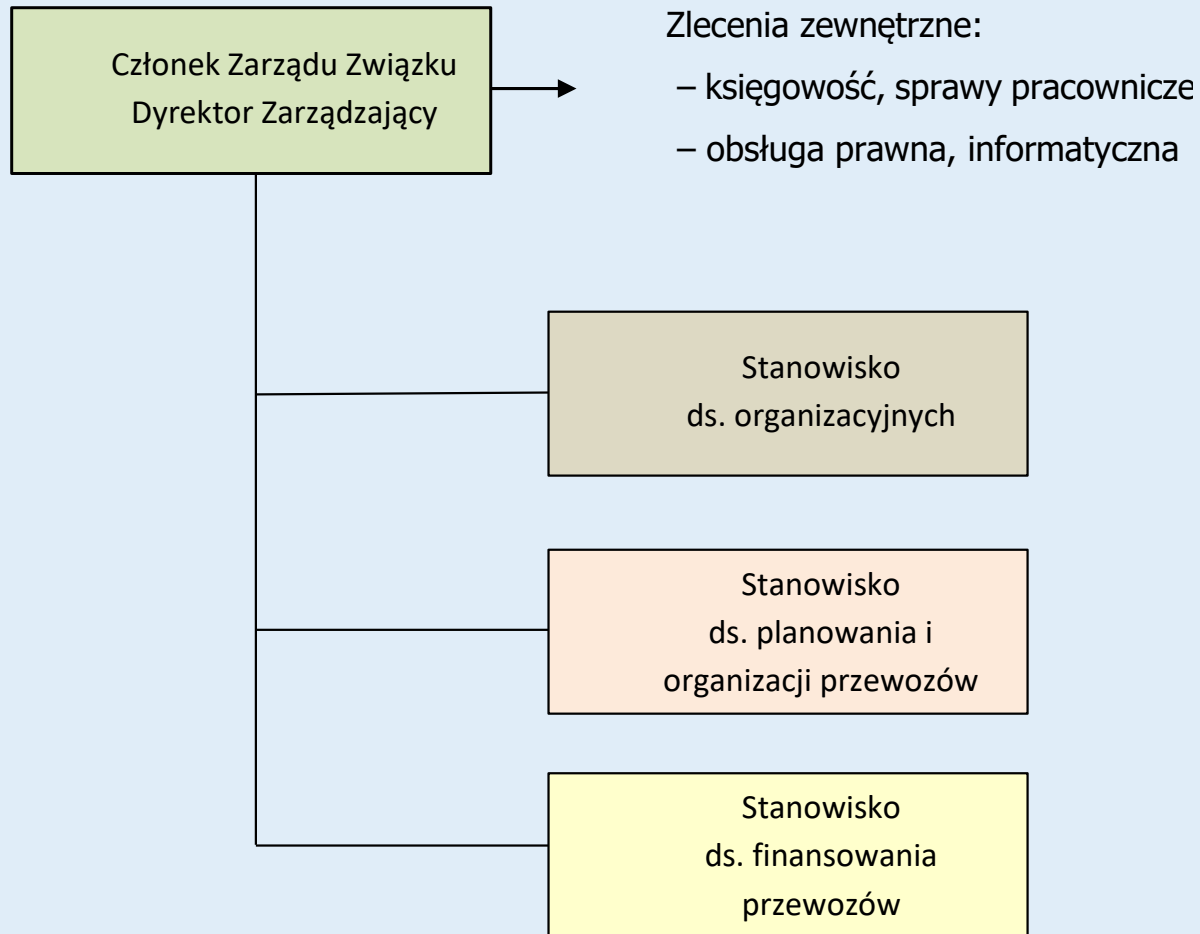 Członek Zarządu Związku
Dyrektor Zarządzający
Zlecenia zewnętrzne:
– księgowość, sprawy pracownicze
– obsługa prawna, informatyczna
Stanowisko
ds. organizacyjnych
Stanowisko
ds. planowania i
organizacji przewozów
Stanowisko
ds. finansowania
przewozów